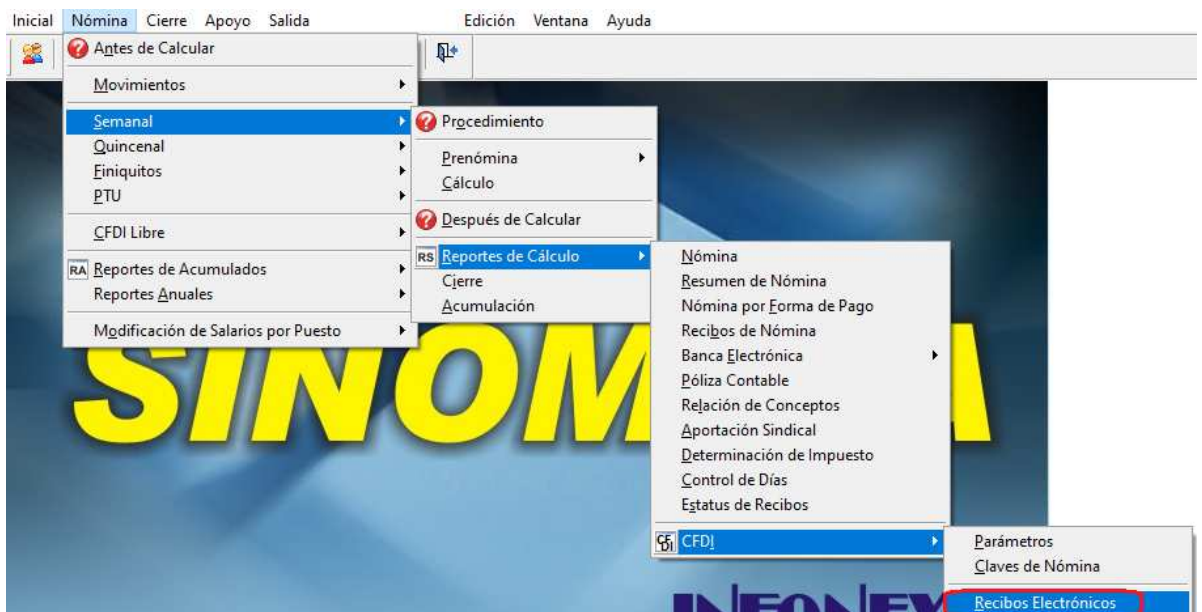 Inicial Nómina Cierre Apoyo Salida Edición Ventana Ayuda
Antes de Calcular
Movimientos
Semanal
Quincenal
Finiquitos
PTU
CFDI Libre
RA Reportes de Acumulados
Reportes Anuales
Modificación de Salarios por Puesto
Procedimiento
Prenómina
Cálculo
Después de Calcular
RS Reportes de Cálculo
Cierre
Acumulación
Nómina
Resumen de Nómina
Nómina por Forma de Pago
Recibos de Nómina
Banca Electrónica
Póliza Contable
Relación de Conceptos
Aportación Sindical
Determinación de Impuesto
Control de Días
Estatus de Recibos
CFDI CFDI
Parámetros
Claves de Nómina
Recibos Electrónicos